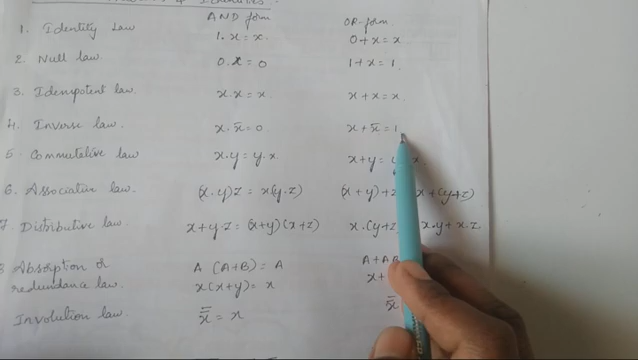 AND form OR-form
1. Identity Law 1.x = x. 0+x = x
2. Null law 0.x = 0 1+x = 1.
3. Idempotent law. x.x = x x+x = x.
4. Inverse law. x.x̅ = 0. x+x̅ = 1
5. Commutative law x.y = y.x. x+y = y x.
6. Associative law. (x.y)z = x(y.z) (x+y)+z x+(y+z)
7. Distributive law. x+y.z = (x+y)(x+z) x.(y+z) x.y+x.z.
8 Absorption or A(A+B) = A A+AB
redundance law. x(x+y) = x x+
Involution law. x̿ = x x̿